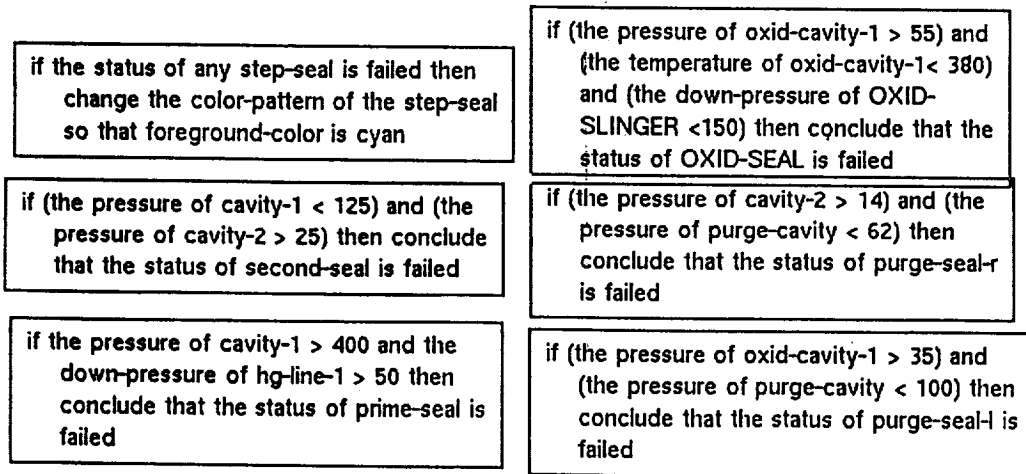 if the status of any step-seal is failed then
change the color-pattern of the step-seal
so that foreground-color is cyan
if (the pressure of oxid-cavity-1 > 55) and
(the temperature of oxid-cavity-1< 380)
and (the down-pressure of OXID-
SLINGER <150) then conclude that the
status of OXID-SEAL is failed
if (the pressure of cavity-1 < 125) and (the
pressure of cavity-2 > 25) then conclude
that the status of second-seal is failed
if (the pressure of cavity-2 > 14) and (the
pressure of purge-cavity < 62) then
conclude that the status of purge-seal-r
is failed
if the pressure of cavity-1 > 400 and the
down-pressure of hg-line-1 > 50 then
conclude that the status of prime-seal is
failed
if (the pressure of oxid-cavity-1 > 35) and
(the pressure of purge-cavity < 100) then
conclude that the status of purge-seal-l is
failed